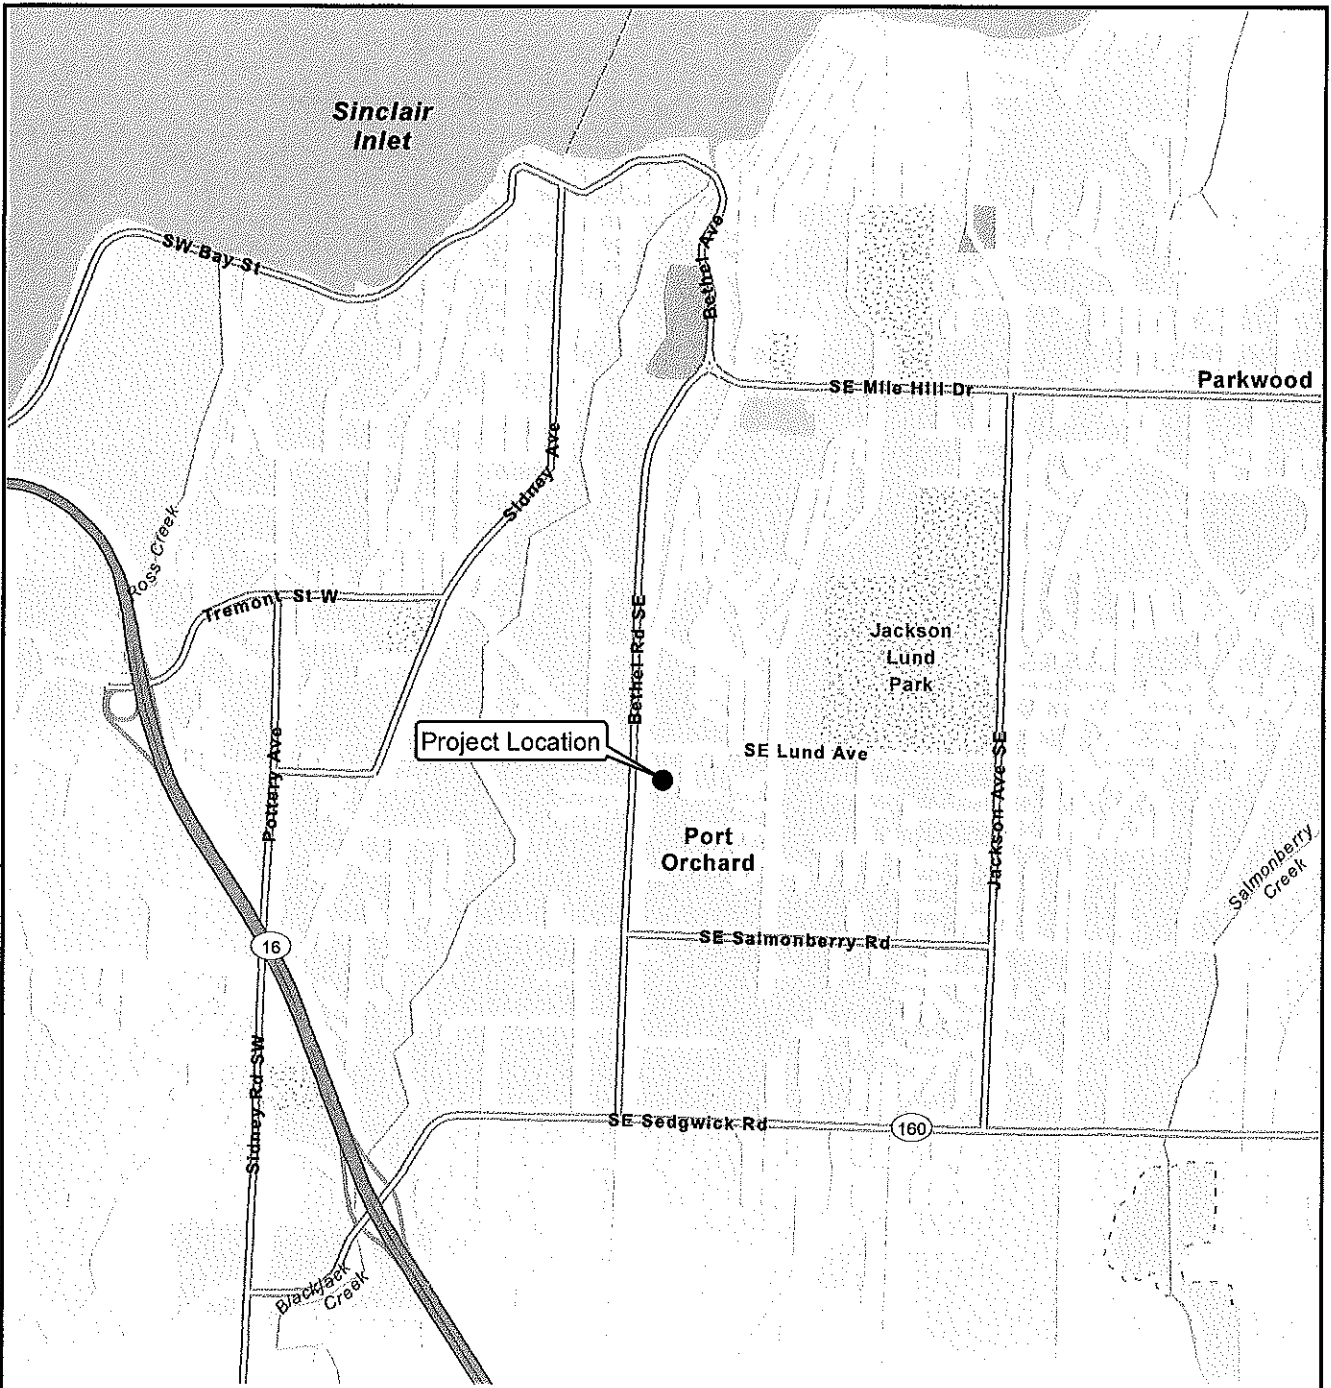 Sinclair
Inlet
SW Bay St
Bethel Ave
SE Mile Hill Dr
Parkwood
Sidney Ave
Ross Creek
Tremont St W
Bethel Rd SE
Jackson
Lund
Park
Project Location
SE Lund Ave
Pottery Ave
Jackson Ave SE
Port
Orchard
Salmonberry
Creek
SE Salmonberry Rd
16
Sidney Rd SW
SE Sedgwick Rd
160
Blackjack
Creek